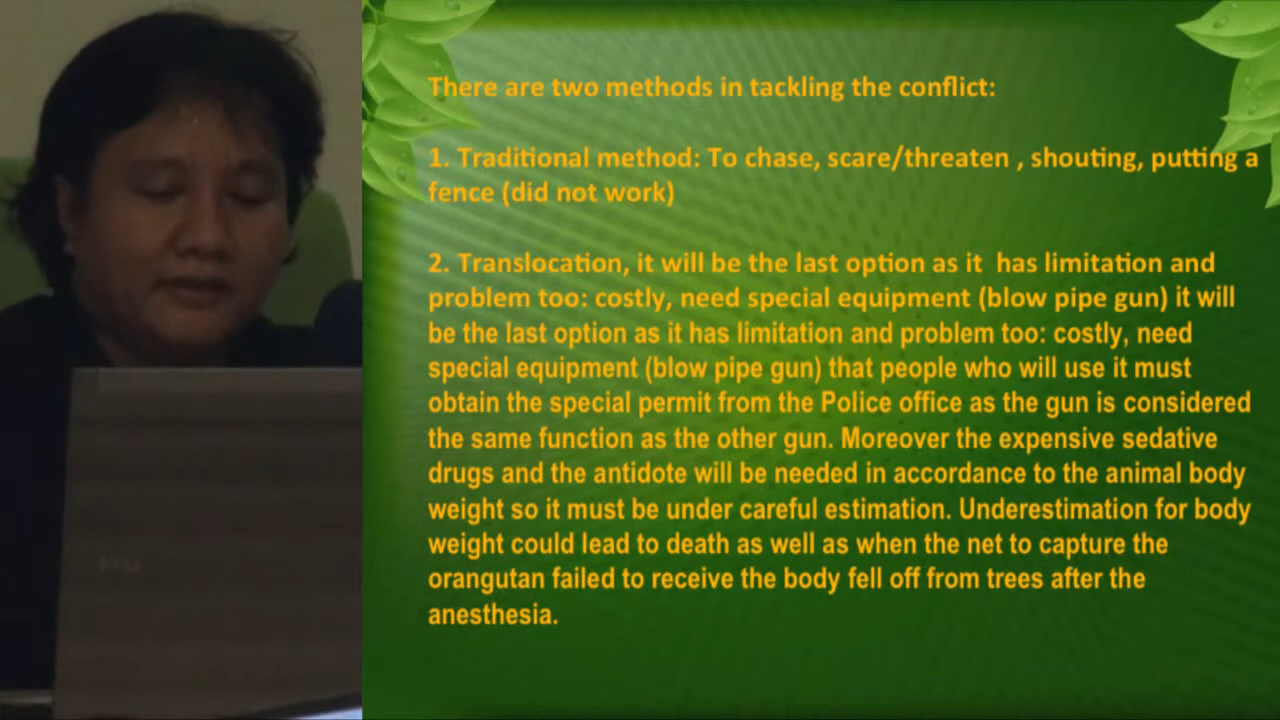 There are two methods in tackling the conflict:
1. Traditional method: To chase, scare/threaten , shouting, putting a
fence (did not work)
2. Translocation, it will be the last option as it has limitation and
problem too: costly, need special equipment (blow pipe gun) it will
be the last option as it has limitation and problem too: costly, need
special equipment (blow pipe gun) that people who will use it must
obtain the special permit from the Police office as the gun is considered
the same function as the other gun. Moreover the expensive sedative
drugs and the antidote will be needed in accordance to the animal body
weight so it must be under careful estimation. Underestimation for body
weight could lead to death as well as when the net to capture the
orangutan failed to receive the body fell off from trees after the
anesthesia.